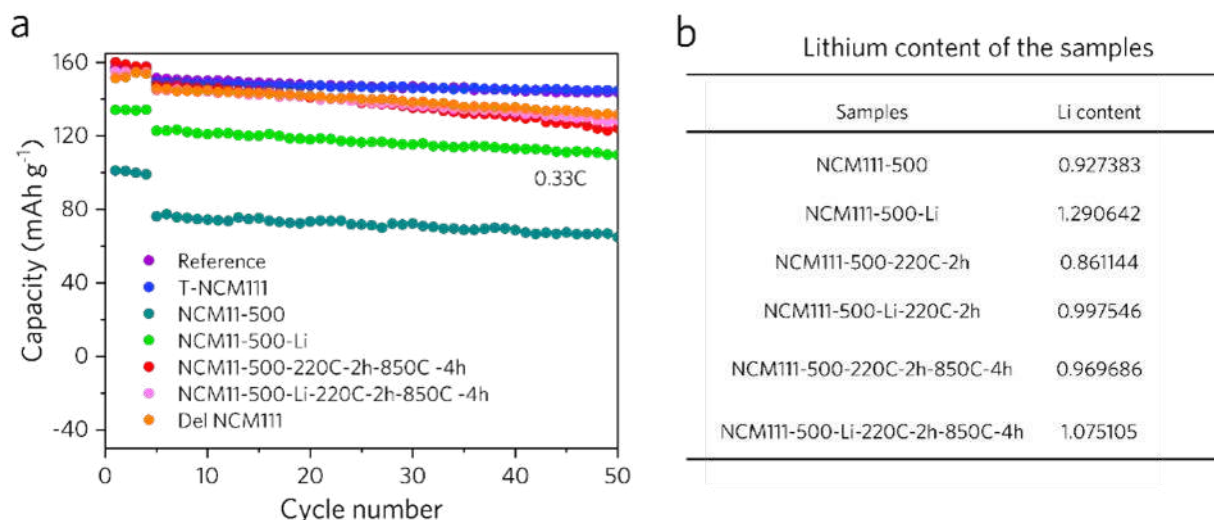 a
160
120
80
40
0
-40
Capacity (mAh g⁻¹)
0.33C
Reference
T-NCM111
NCM11-500
NCM11-500-Li
NCM11-500-220C-2h-850C -4h
NCM11-500-Li-220C-2h-850C -4h
Del NCM111
0 10 20 30 40 50
Cycle number
b
Lithium content of the samples
Samples Li content
NCM111-500 0.927383
NCM111-500-Li 1.290642
NCM111-500-220C-2h 0.861144
NCM111-500-Li-220C-2h 0.997546
NCM111-500-220C-2h-850C-4h 0.969686
NCM111-500-Li-220C-2h-850C-4h 1.075105